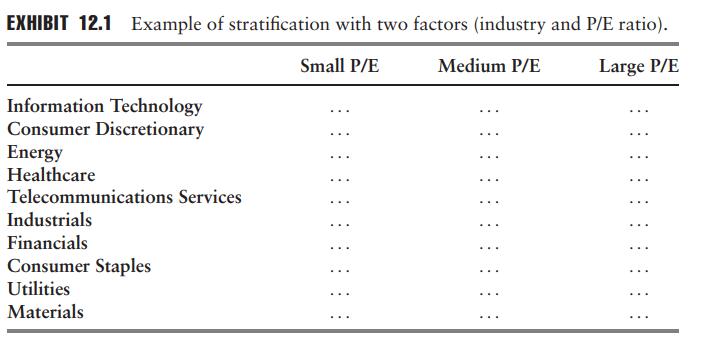 EXHIBIT 12.1 Example of stratification with two factors (industry and P/E ratio).
Small P/E Medium P/E Large P/E
Information Technology ... ... ...
Consumer Discretionary ... ... ...
Energy ... ... ...
Healthcare ... ... ...
Telecommunications Services ... ... ...
Industrials ... ... ...
Financials ... ... ...
Consumer Staples ... ... ...
Utilities ... ... ...
Materials ... ... ...